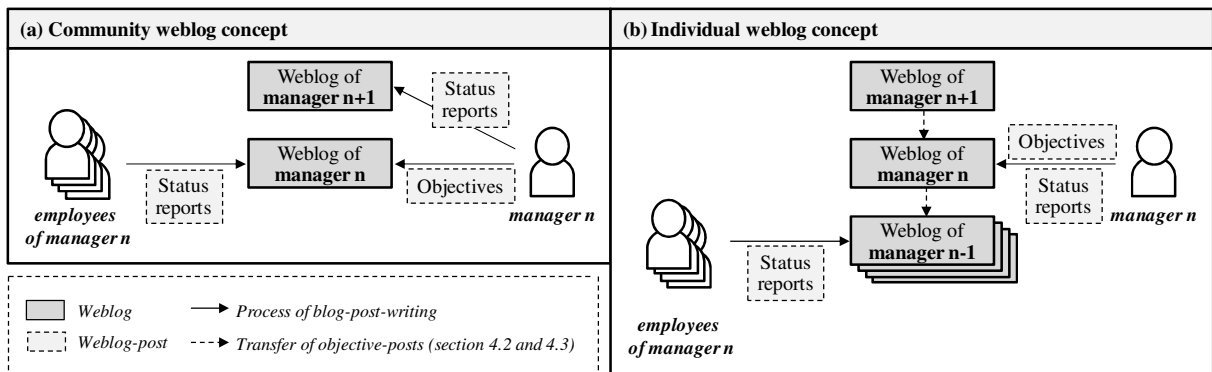 (a) Community weblog concept
Weblog of
manager n+1
Status
reports
Weblog of
manager n
Status
reports
Objectives
employees
of manager n
manager n
Weblog
Process of blog-post-writing
Weblog-post
Transfer of objective-posts (section 4.2 and 4.3)
(b) Individual weblog concept
Weblog of
manager n+1
Objectives
Weblog of
manager n
Status
reports
manager n
Weblog of
manager n-1
Status
reports
employees
of manager n